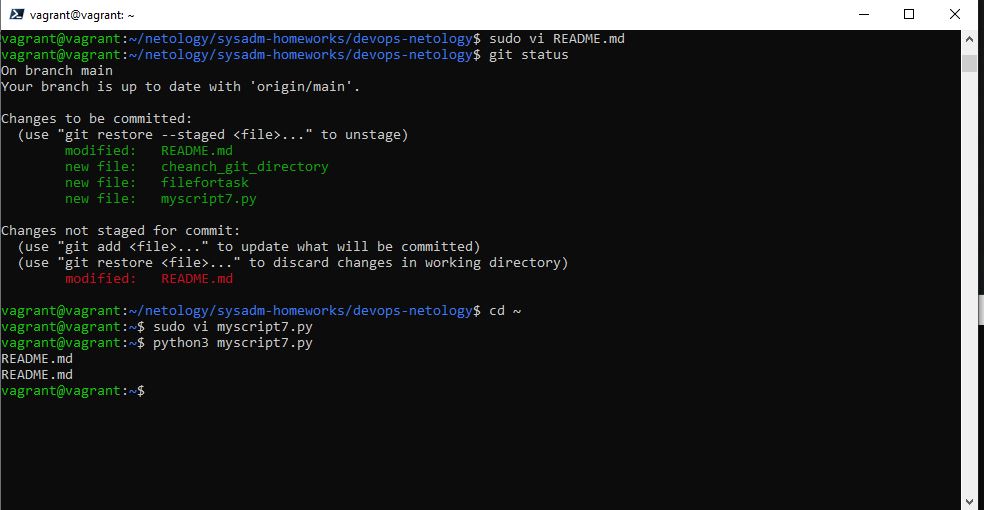 vagrant@vagrant: ~
vagrant@vagrant:~/netology/sysadm-homeworks/devops-netology$ sudo vi README.md
vagrant@vagrant:~/netology/sysadm-homeworks/devops-netology$ git status
On branch main
Your branch is up to date with 'origin/main'.
Changes to be committed:
(use "git restore --staged <file>..." to unstage)
modified: README.md
new file: cheanch_git_directory
new file: filefortask
new file: myscript7.py
Changes not staged for commit:
(use "git add <file>..." to update what will be committed)
(use "git restore <file>..." to discard changes in working directory)
modified: README.md
vagrant@vagrant:~/netology/sysadm-homeworks/devops-netology$ cd ~
vagrant@vagrant:~$ sudo vi myscript7.py
vagrant@vagrant:~$ python3 myscript7.py
README.md
README.md
vagrant@vagrant:~$